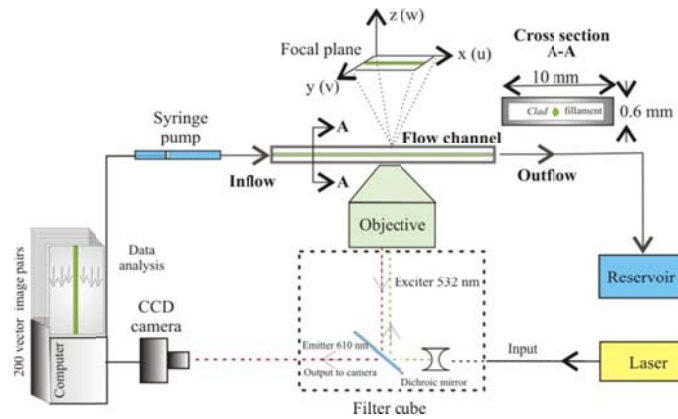 z (w)
Focal plane
x (u)
y (v)
Cross section
A-A
10 mm
Clad
fillament
0.6 mm
Syringe
pump
A
Flow channel
Inflow
A
Outflow
Objective
Reservoir
Data
analysis
200 vector image pairs
CCD
camera
Computer
Exciter 532 nm
Emitter 610 nm
Output to camera
Dichroic mirror
Input
Laser
Filter cube